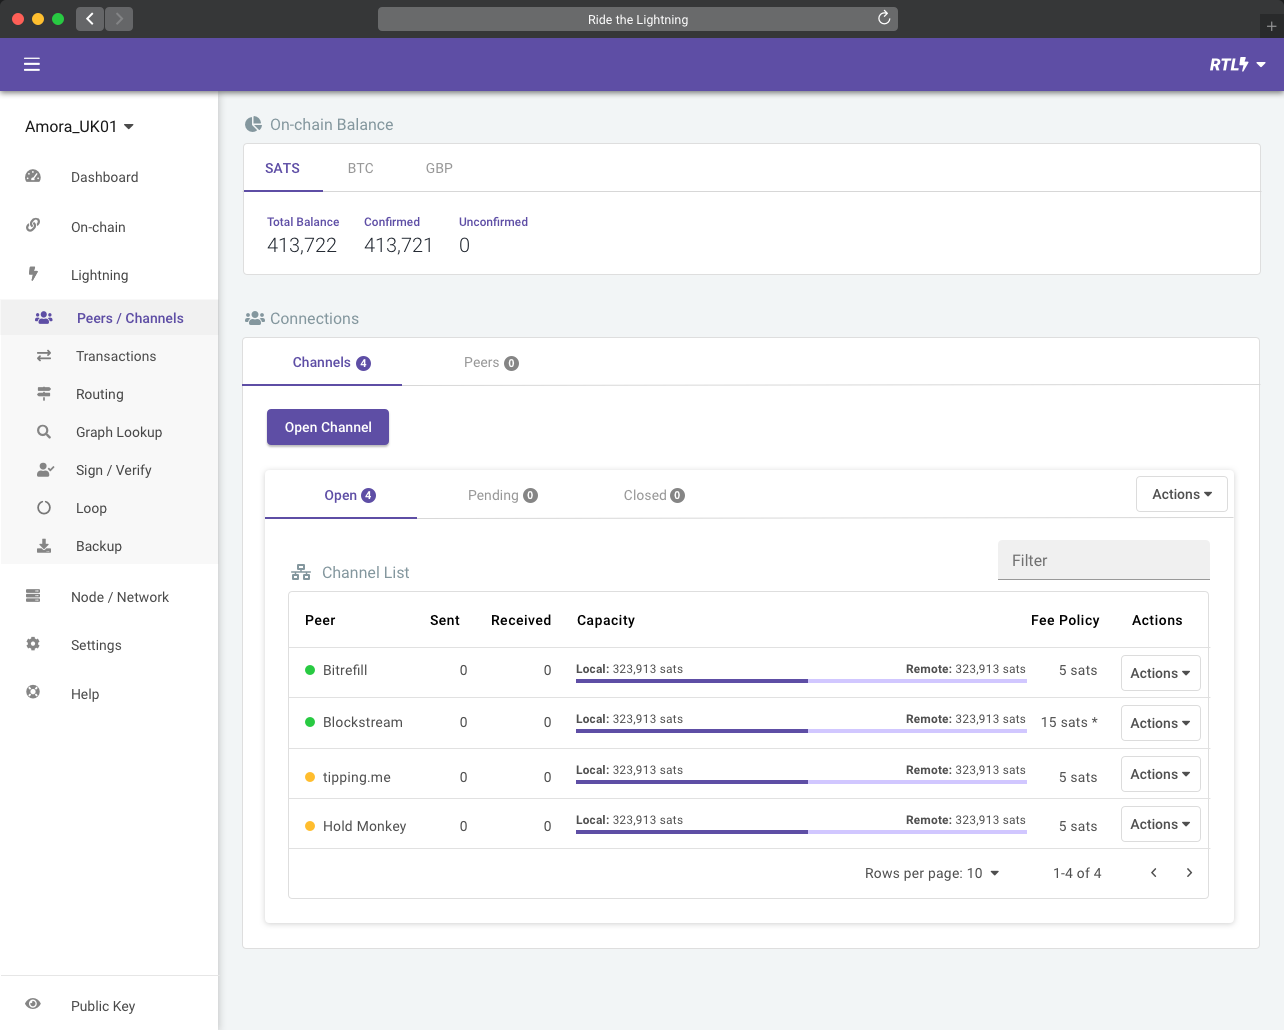 Ride the Lightning
RTL
Amora_UK01
Dashboard
On-chain
Lightning
Peers / Channels
Transactions
Routing
Graph Lookup
Sign / Verify
Loop
Backup
Node / Network
Settings
Help
Public Key
On-chain Balance
SATS BTC GBP
Total Balance Confirmed Unconfirmed
413,722 413,721 0
Connections
Channels 4 Peers 0
Open Channel
Open 4 Pending 0 Closed 0 Actions
Channel List Filter
Peer Sent Received Capacity Fee Policy Actions
Bitrefill 0 0 Local: 323,913 sats Remote: 323,913 sats 5 sats Actions
Blockstream 0 0 Local: 323,913 sats Remote: 323,913 sats 15 sats * Actions
tipping.me 0 0 Local: 323,913 sats Remote: 323,913 sats 5 sats Actions
Hold Monkey 0 0 Local: 323,913 sats Remote: 323,913 sats 5 sats Actions
Rows per page: 10 1-4 of 4